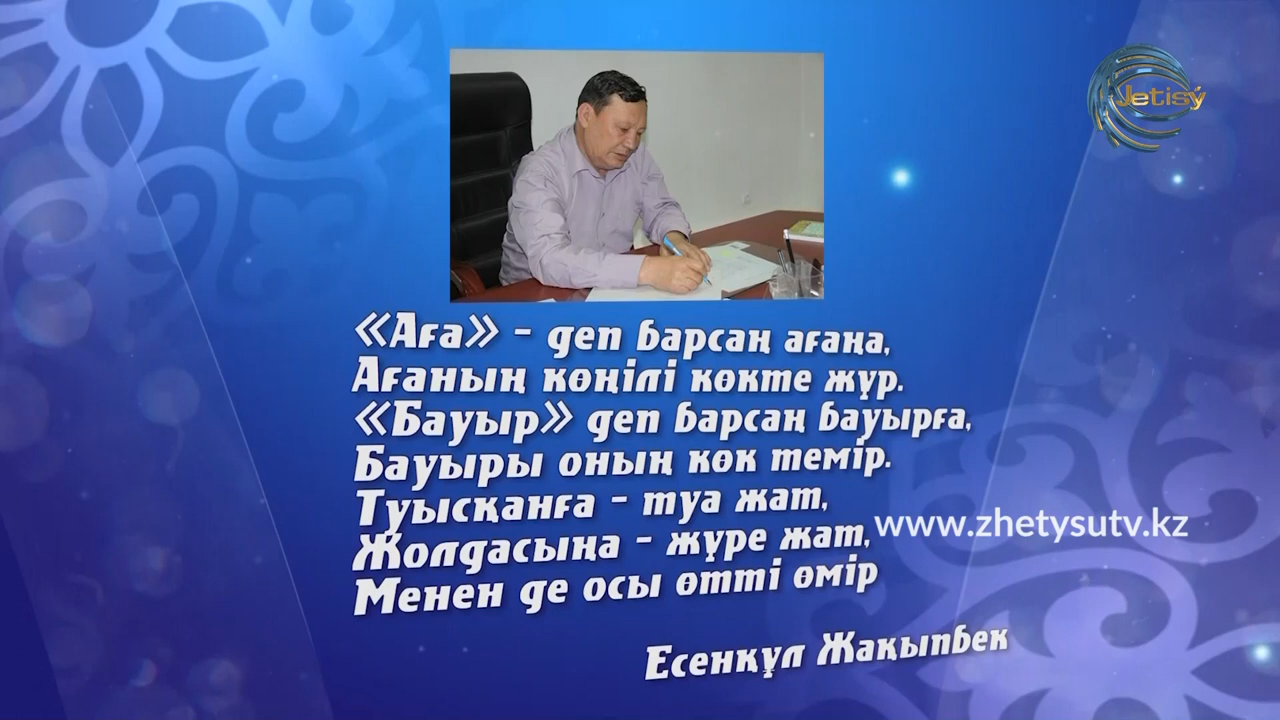 Jetisý
«Аға» - деп барсаң ағаңа,
Ағаның көңілі көкте жүр.
«Бауыр» деп барсаң бауырға,
Бауыры оның көк темір.
Туысқанға - туа жат,
Жолдасыңа - жүре жат,
www.zhetysutv.kz
Менен де осы өтті өмір
Есенқұл Жақыпбек